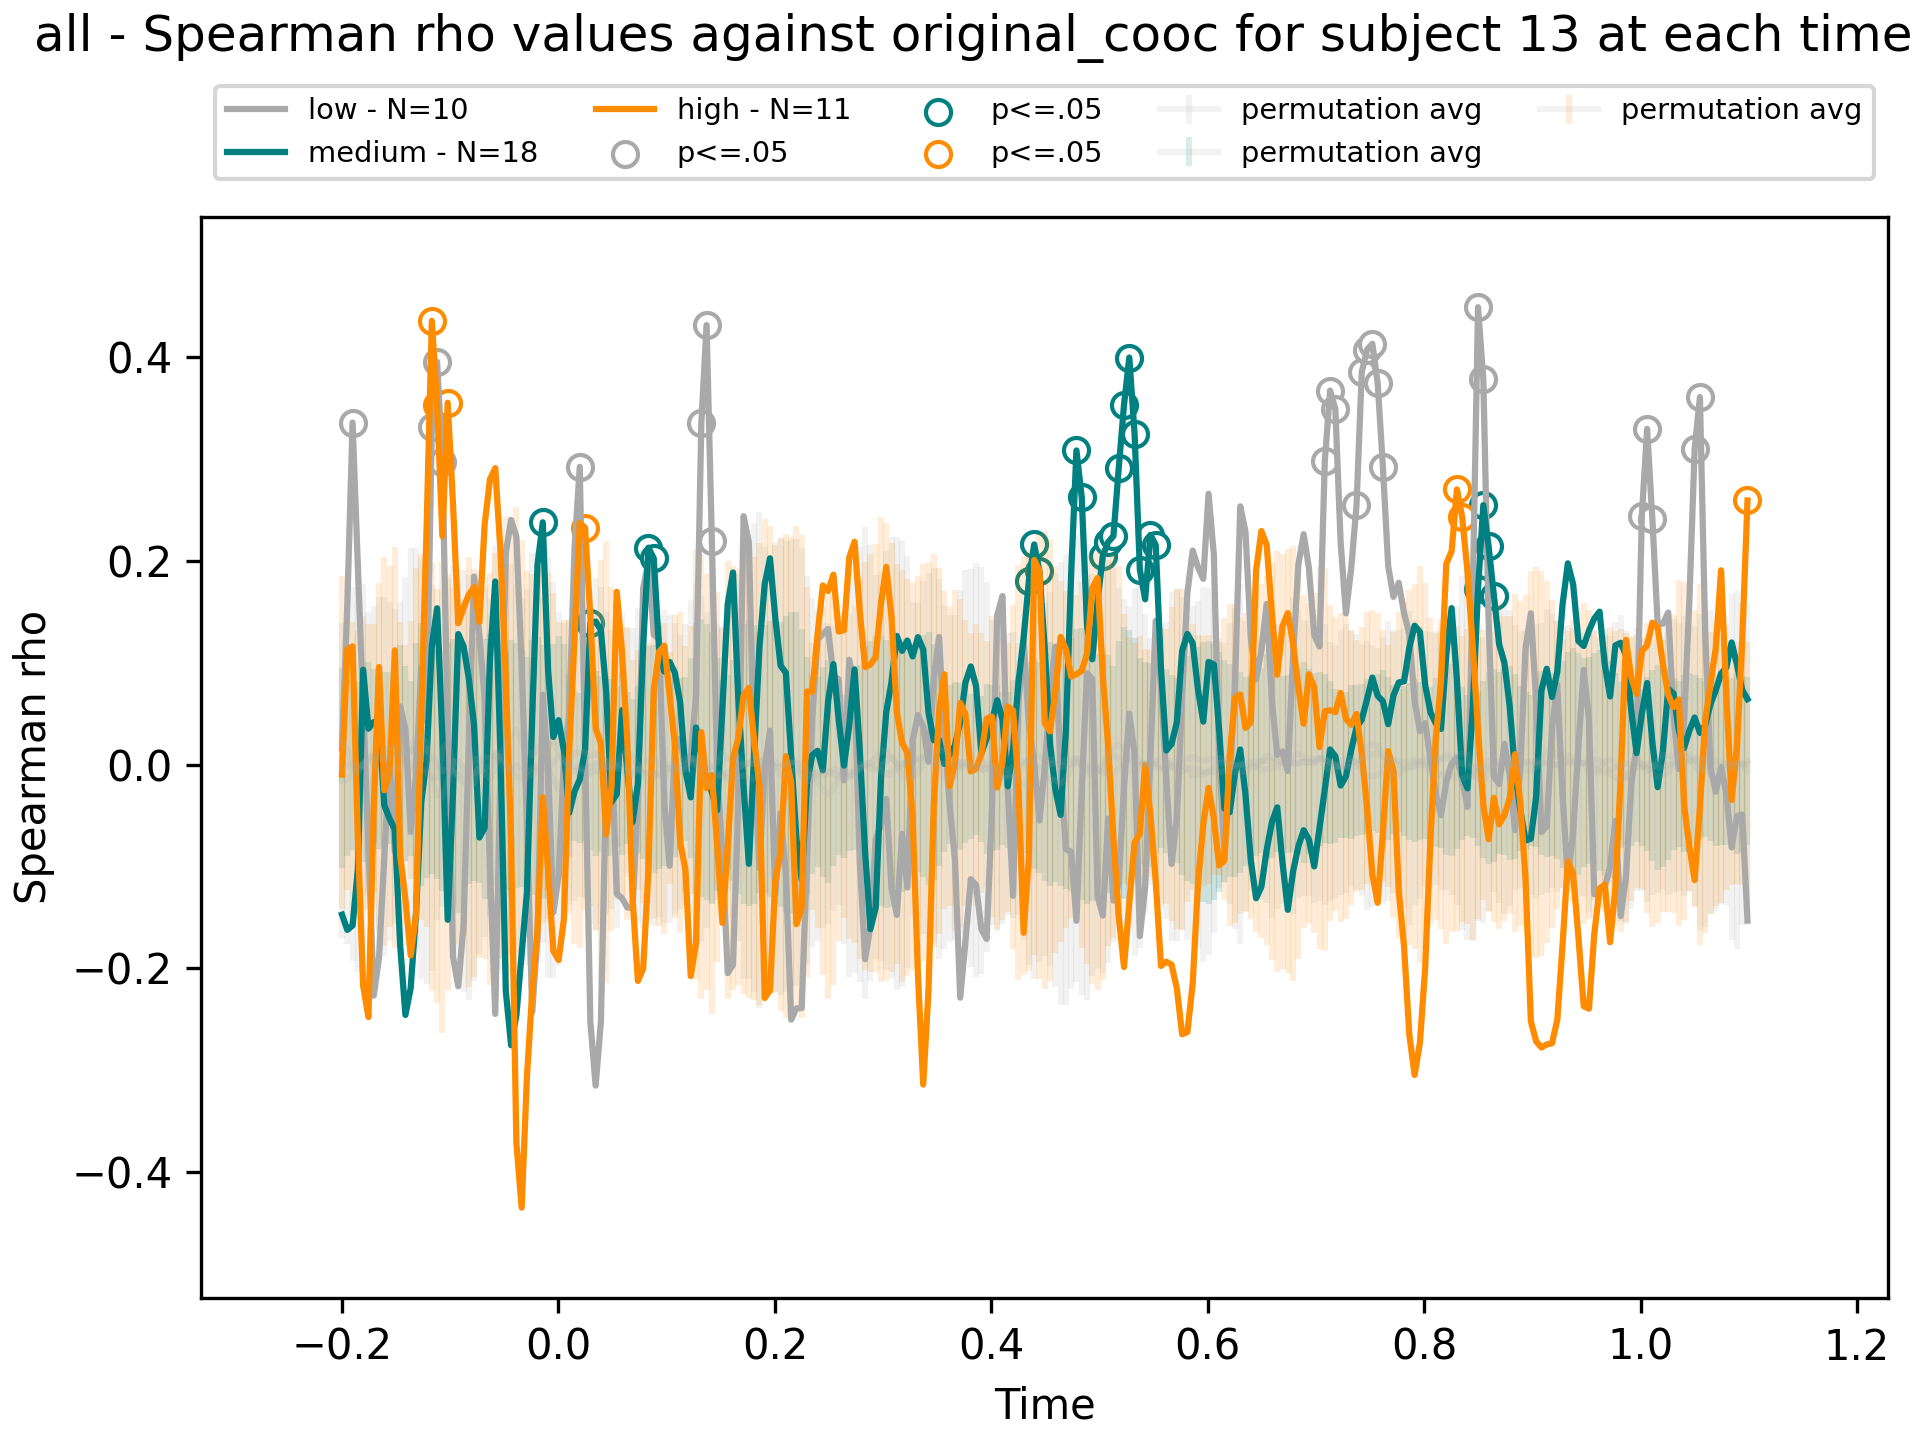 all - Spearman rho values against original_cooc for subject 13 at each time
low - N=10
medium - N=18
high - N=11
p<=.05
p<=.05
p<=.05
permutation avg
permutation avg
permutation avg
Spearman rho
0.4
0.2
0.0
−0.2
−0.4
−0.2 0.0 0.2 0.4 0.6 0.8 1.0 1.2
Time